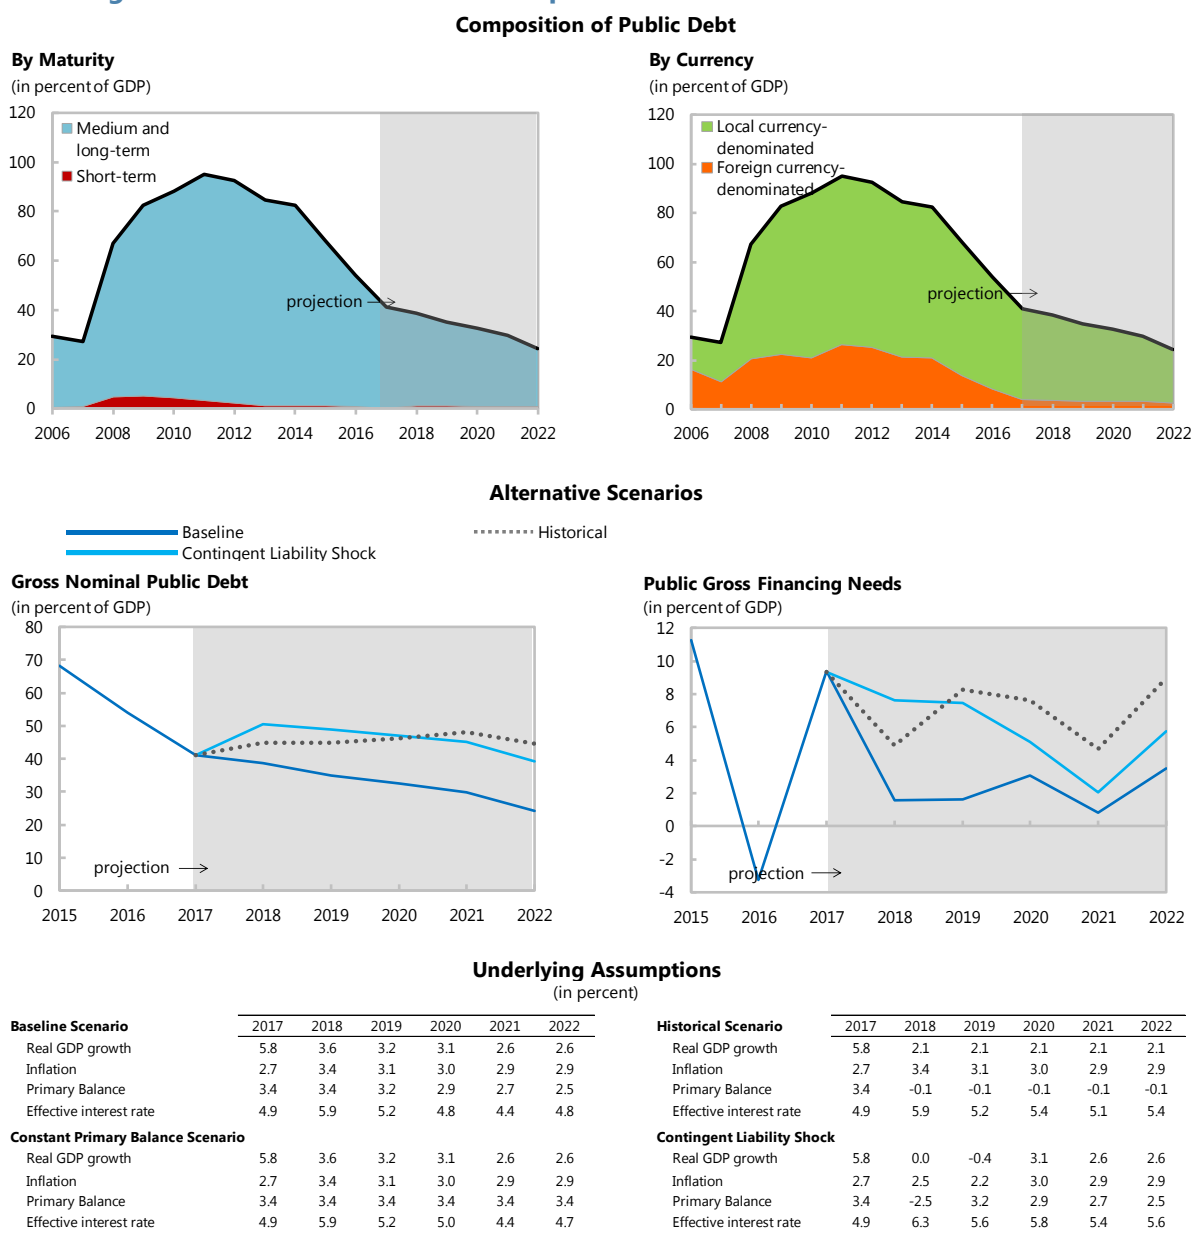 Composition of Public Debt
By Maturity
(in percent of GDP)
120
100
80
60
40
20
0
Medium and
long-term
Short-term
projection
2006 2008 2010 2012 2014 2016 2018 2020 2022
By Currency
(in percent of GDP)
120
100
80
60
40
20
0
Local currency-
denominated
Foreign currency-
denominated
projection
2006 2008 2010 2012 2014 2016 2018 2020 2022
Alternative Scenarios
Baseline
Historical
Contingent Liability Shock
Gross Nominal Public Debt
(in percent of GDP)
80
70
60
50
40
30
20
10
0
projection
2015 2016 2017 2018 2019 2020 2021 2022
Public Gross Financing Needs
(in percent of GDP)
12
10
8
6
4
2
0
-2
-4
projection
2015 2016 2017 2018 2019 2020 2021 2022
Underlying Assumptions
(in percent)
Baseline Scenario 2017 2018 2019 2020 2021 2022
Real GDP growth 5.8 3.6 3.2 3.1 2.6 2.6
Inflation 2.7 3.4 3.1 3.0 2.9 2.9
Primary Balance 3.4 3.4 3.2 2.9 2.7 2.5
Effective interest rate 4.9 5.9 5.2 4.8 4.4 4.8
Constant Primary Balance Scenario
Real GDP growth 5.8 3.6 3.2 3.1 2.6 2.6
Inflation 2.7 3.4 3.1 3.0 2.9 2.9
Primary Balance 3.4 3.4 3.4 3.4 3.4 3.4
Effective interest rate 4.9 5.9 5.2 5.0 4.4 4.7
Historical Scenario 2017 2018 2019 2020 2021 2022
Real GDP growth 5.8 2.1 2.1 2.1 2.1 2.1
Inflation 2.7 3.4 3.1 3.0 2.9 2.9
Primary Balance 3.4 -0.1 -0.1 -0.1 -0.1 -0.1
Effective interest rate 4.9 5.9 5.2 5.4 5.1 5.4
Contingent Liability Shock
Real GDP growth 5.8 0.0 -0.4 3.1 2.6 2.6
Inflation 2.7 2.5 2.2 3.0 2.9 2.9
Primary Balance 3.4 -2.5 3.2 2.9 2.7 2.5
Effective interest rate 4.9 6.3 5.6 5.8 5.4 5.6